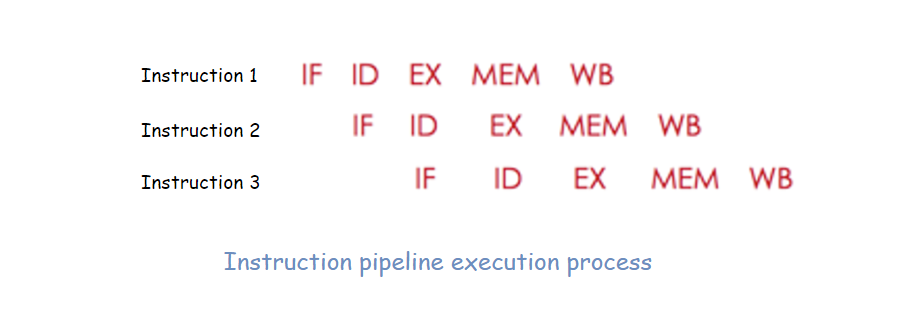 Instruction 1 IF ID EX MEM WB
Instruction 2 IF ID EX MEM WB
Instruction 3 IF ID EX MEM WB
Instruction pipeline execution process